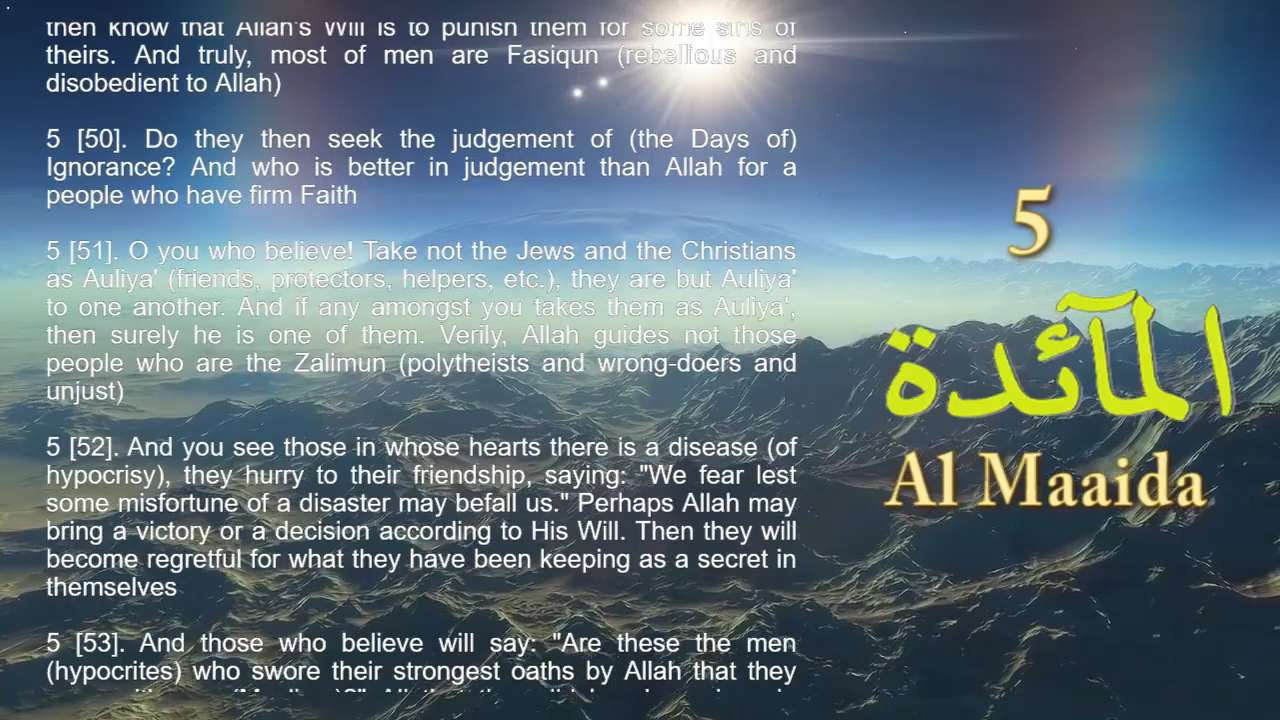 then know that Allah's Will is to punish them for some sins of
theirs. And truly, most of men are Fasiqun (rebellious and
disobedient to Allah)
5 [50]. Do they then seek the judgement of (the Days of)
Ignorance? And who is better in judgement than Allah for a
people who have firm Faith
5 [51]. O you who believe! Take not the Jews and the Christians
as Auliya' (friends, protectors, helpers, etc.), they are but Auliya'
to one another. And if any amongst you takes them as Auliya',
then surely he is one of them. Verily, Allah guides not those
people who are the Zalimun (polytheists and wrong-doers and
unjust)
5 [52]. And you see those in whose hearts there is a disease (of
hypocrisy), they hurry to their friendship, saying: "We fear lest
some misfortune of a disaster may befall us." Perhaps Allah may
bring a victory or a decision according to His Will. Then they will
become regretful for what they have been keeping as a secret in
themselves
5 [53]. And those who believe will say: "Are these the men
(hypocrites) who swore their strongest oaths by Allah that they
5
المآئدة
Al Maaida